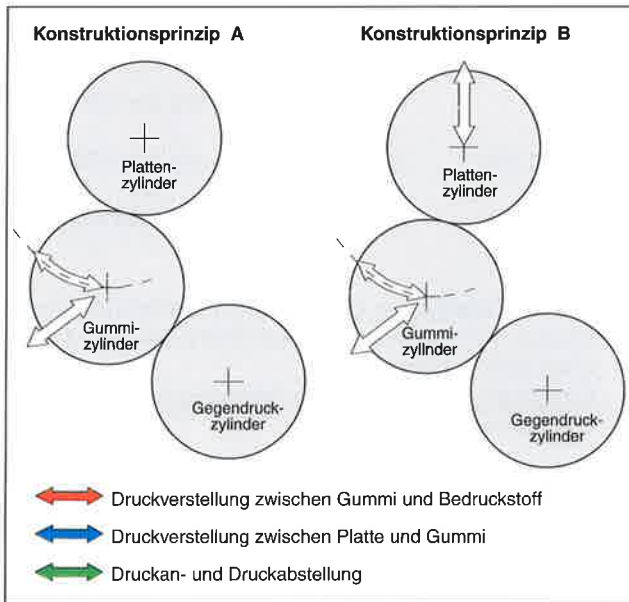 Konstruktionsprinzip A
Platten-
zylinder
Gummi-
zylinder
Gegendruck-
zylinder
Konstruktionsprinzip B
Platten-
zylinder
Gummi-
zylinder
Gegendruck-
zylinder
Druckverstellung zwischen Gummi und Bedruckstoff
Druckverstellung zwischen Platte und Gummi
Druckan- und Druckabstellung